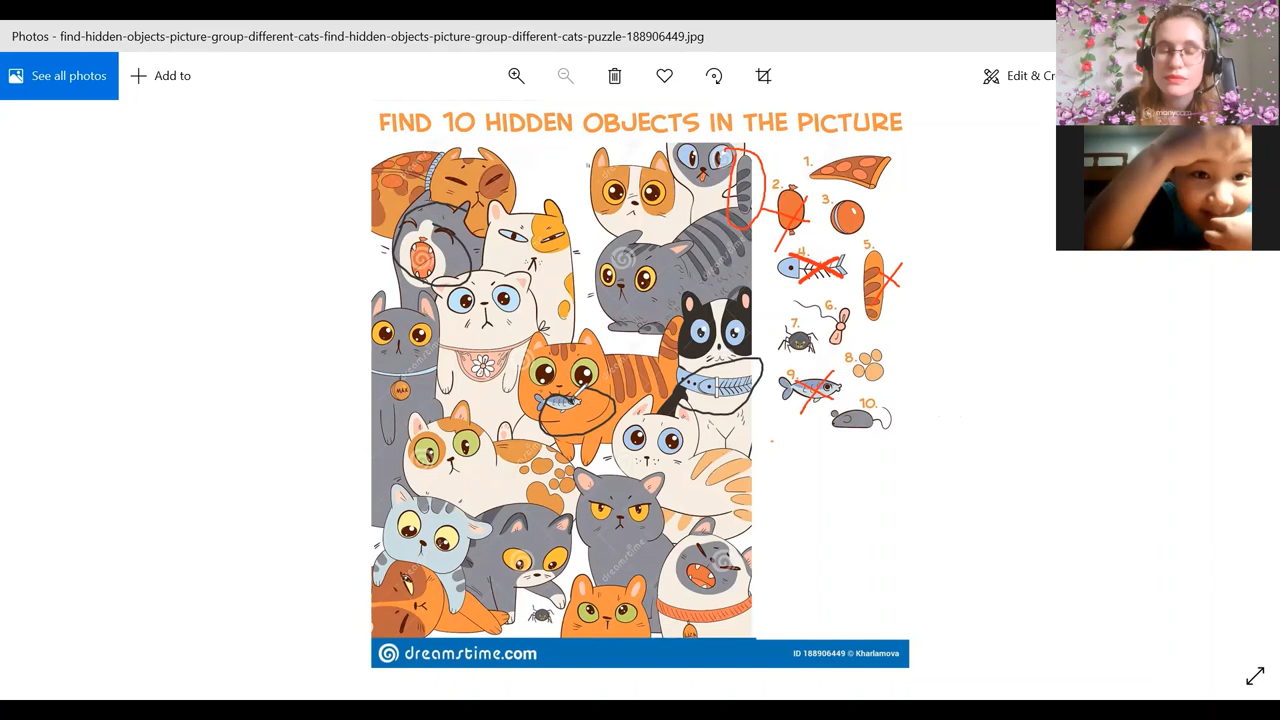 Photos - find-hidden-objects-picture-group-different-cats-find-hidden-objects-picture-group-different-cats-puzzle-188906449.jpg
See all photos
Add to
Edit & Cr
manycam
FIND 10 HIDDEN OBJECTS IN THE PICTURE
1.
2.
3.
4.
5.
6.
7.
8.
9.
10.
MAX
dreamstime
dreamstime.com
ID 188906449 © Kharlamova